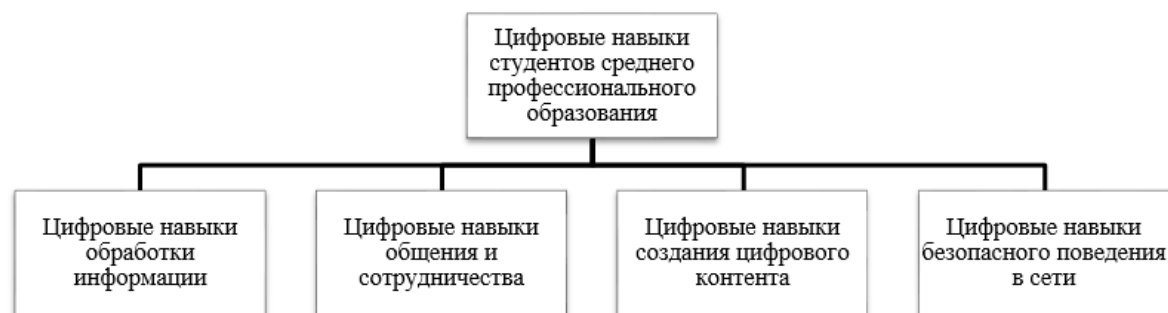 Цифровые навыки
студентов среднего
профессионального
образования
Цифровые навыки
обработки
информации
Цифровые навыки
общения и
сотрудничества
Цифровые навыки
создания цифрового
контента
Цифровые навыки
безопасного поведения
в сети